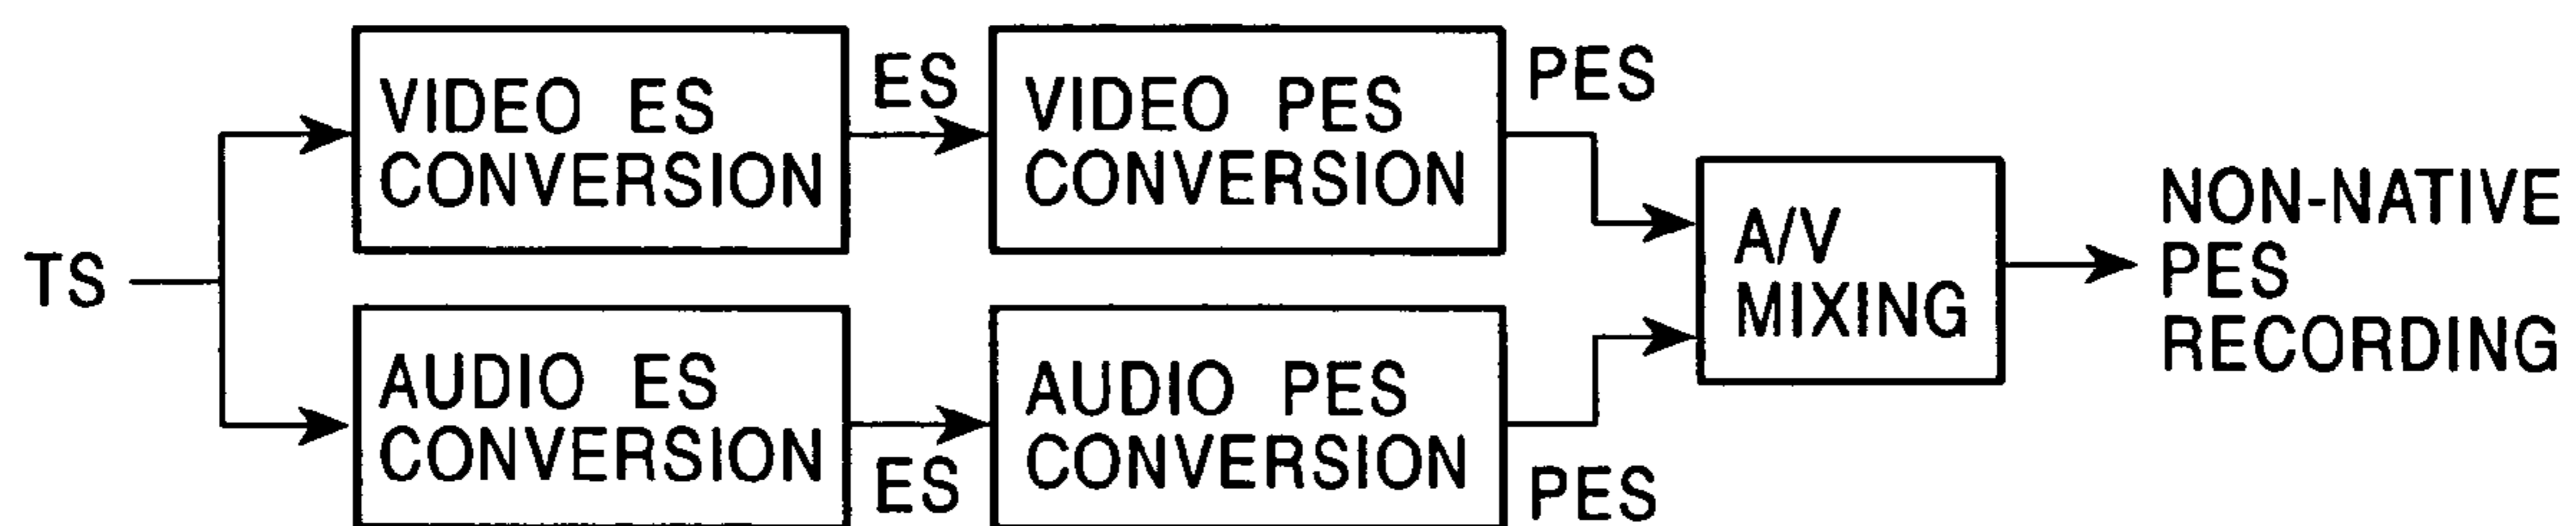 TS
VIDEO ES
CONVERSION
ES
VIDEO PES
CONVERSION
PES
AUDIO ES
CONVERSION
ES
AUDIO PES
CONVERSION
PES
A/V
MIXING
NON-NATIVE
PES
RECORDING